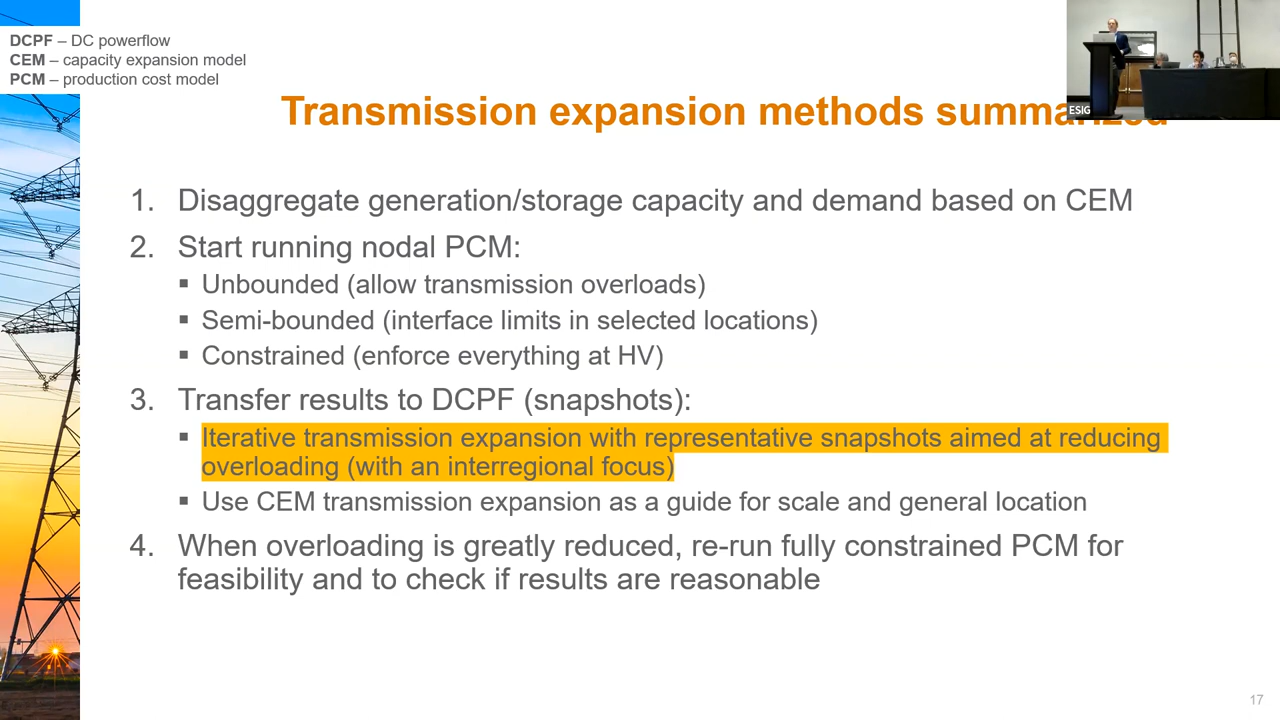 DCPF – DC powerflow
CEM – capacity expansion model
PCM – production cost model
Transmission expansion methods summarized
ESIG
1. Disaggregate generation/storage capacity and demand based on CEM
2. Start running nodal PCM:
▪ Unbounded (allow transmission overloads)
▪ Semi-bounded (interface limits in selected locations)
▪ Constrained (enforce everything at HV)
3. Transfer results to DCPF (snapshots):
▪ Iterative transmission expansion with representative snapshots aimed at reducing
overloading (with an interregional focus)
▪ Use CEM transmission expansion as a guide for scale and general location
4. When overloading is greatly reduced, re-run fully constrained PCM for
feasibility and to check if results are reasonable
17